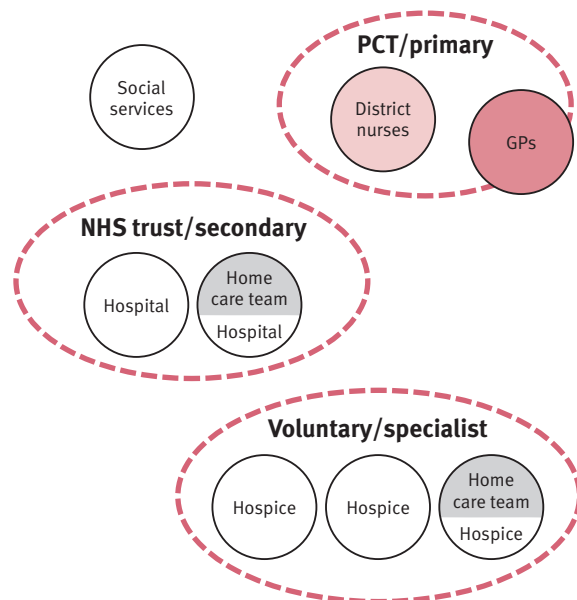 PCT/primary
Social
services
District
nurses
GPs
NHS trust/secondary
Hospital
Home
care team
Hospital
Voluntary/specialist
Hospice
Hospice
Home
care team
Hospice